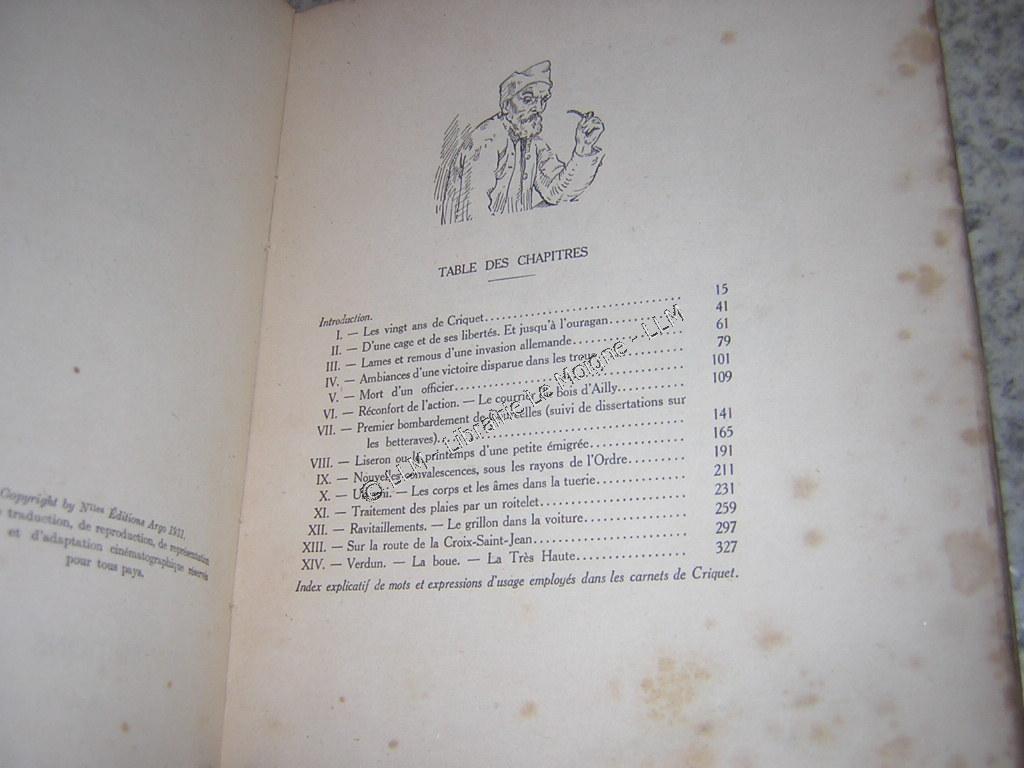 Copyright by Nlles Éditions Argo 1931,
traduction, de reproduction, de représentation
et d'adaptation cinématographique réservés
pour tous pays.
TABLE DES CHAPITRES
Introduction.
I. — Les vingt ans de Criquet 15
II. — D'une cage et de ses libertés. Et jusqu'à l'ouragan 41
III. — Lames et remous d'une invasion allemande 61
IV. — Ambiances d'une victoire disparue dans les trous 79
V. — Mort d'un officier 101
VI. — Réconfort de l'action. — Le courrier du bois d'Ailly 109
VII. — Premier bombardement de (suivi de dissertations sur
les betteraves) 141
VIII. — Liseron ou le printemps d'une petite émigrée 165
IX. — Nouvelles convalescences, sous les rayons de l'Ordre 191
X. — — Les corps et les âmes dans la tuerie 211
XI. — Traitement des plaies par un roitelet 231
XII. — Ravitaillements. — Le grillon dans la voiture 259
XIII. — Sur la route de la Croix-Saint-Jean 297
XIV. — Verdun. — La boue. — La Très Haute 327
Index explicatif de mots et expressions d'usage employés dans les carnets de Criquet.
© LLM - Librairie Le Moigne - LLM